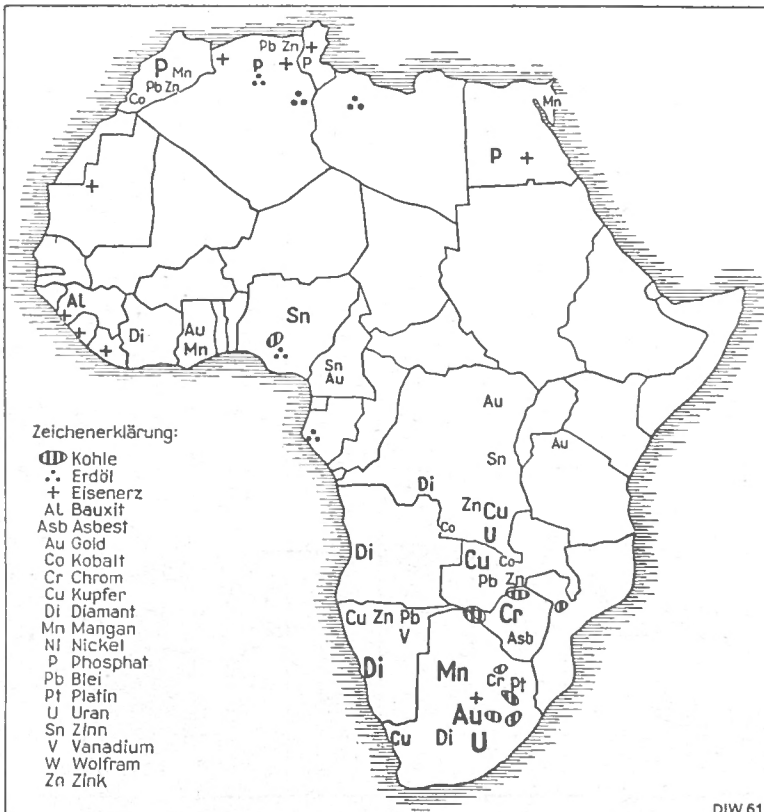 Pb Zn
P
Mn
P
Pb Zn
P
Co
Mn
P
Al
Di
Au
Mn
Sn
Sn
Au
Au
Au
Sn
Di
Zn Cu
Co
U
Di
Cu Co
Pb Zn
Cr
Asb
Cu Zn Pb
V
Di
Mn
Cr Pt
Au
Di U
Cu
Zeichenerklärung:
Kohle
Erdöl
+ Eisenerz
Al Bauxit
Asb Asbest
Au Gold
Co Kobalt
Cr Chrom
Cu Kupfer
Di Diamant
Mn Mangan
Ni Nickel
P Phosphat
Pb Blei
Pt Platin
U Uran
Sn Zinn
V Vanadium
W Wolfram
Zn Zink
DIW 61